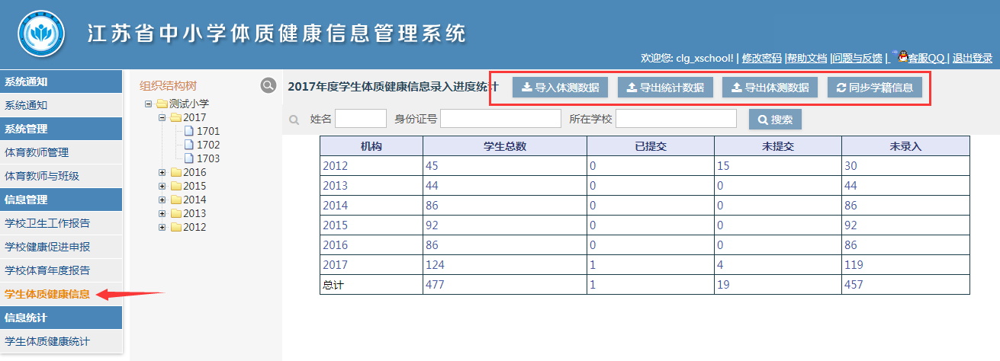 江苏省中小学体质健康信息管理系统
欢迎您: clg_xschool! | 修改密码 |帮助文档 |问题与反馈 | 客服QQ | 退出登录
系统通知
系统通知
系统管理
体育教师管理
体育教师与班级
信息管理
学校卫生工作报告
学校健康促进申报
学校体育年度报告
学生体质健康信息
信息统计
学生体质健康统计
组织结构树
测试小学
2017
1701
1702
1703
2016
2015
2014
2013
2012
2017年度学生体质健康信息录入进度统计 导入体测数据 导出统计数据 导出体测数据 同步学籍信息
姓名 身份证号 所在学校 搜索
机构 学生总数 已提交 未提交 未录入
2012 45 0 15 30
2013 44 0 0 44
2014 86 0 0 86
2015 92 0 0 92
2016 86 0 0 86
2017 124 1 4 119
总计 477 1 19 457